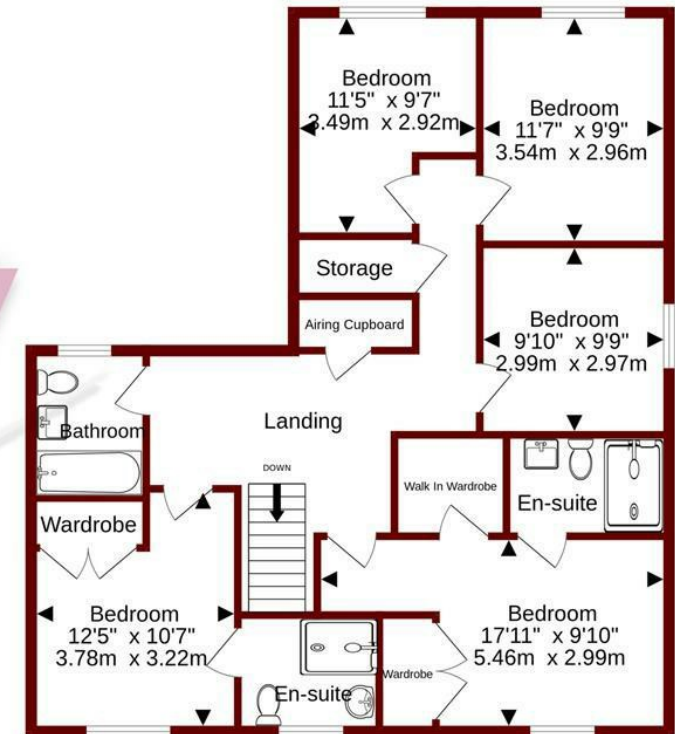 Bedroom
11'5" x 9'7"
3.49m x 2.92m
Bedroom
11'7" x 9'9"
3.54m x 2.96m
Storage
Airing Cupboard
Bedroom
9'10" x 9'9"
2.99m x 2.97m
Bathroom
Landing
DOWN
Walk In Wardrobe
En-suite
Wardrobe
Bedroom
12'5" x 10'7"
3.78m x 3.22m
En-suite
Wardrobe
Bedroom
17'11" x 9'10"
5.46m x 2.99m